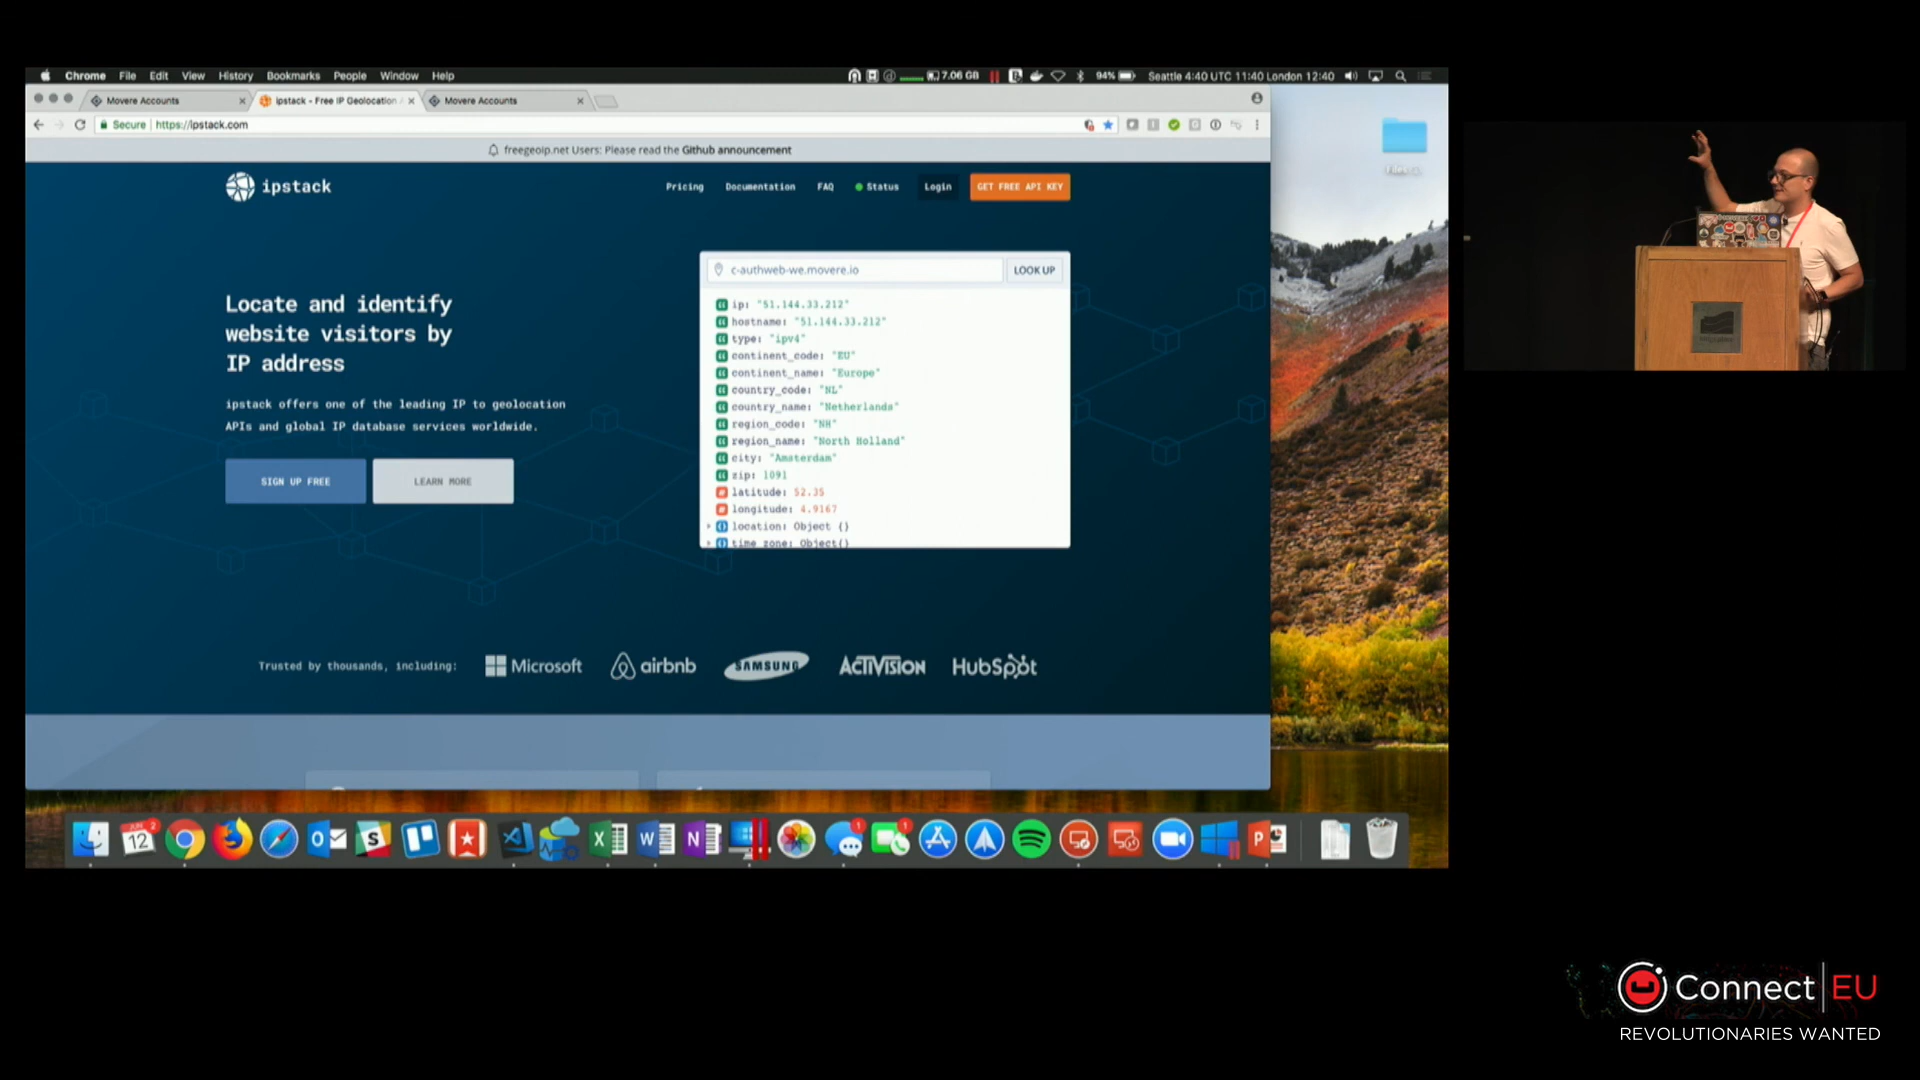 Chrome File Edit View History Bookmarks People Window Help
7.06 GB 94% Seattle 4:40 UTC 11:40 London 12:40
Movere Accounts
ipstack - Free IP Geolocation
Movere Accounts
Secure https://ipstack.com
freegeoip.net Users: Please read the Github announcement
ipstack
Pricing Documentation FAQ Status Login GET FREE API KEY
c-authweb-we.movere.io LOOK UP
Locate and identify
website visitors by
IP address
ipstack offers one of the leading IP to geolocation
APIs and global IP database services worldwide.
SIGN UP FREE LEARN MORE
ip: "51.144.33.212"
hostname: "51.144.33.212"
type: "ipv4"
continent_code: "EU"
continent_name: "Europe"
country_code: "NL"
country_name: "Netherlands"
region_code: "NH"
region_name: "North Holland"
city: "Amsterdam"
zip: 1091
latitude: 52.35
longitude: 4.9167
location: Object {}
time_zone: Object{}
Trusted by thousands, including: Microsoft airbnb SAMSUNG ACTIVISION HubSpot
Files
JUN 2
12
1
1
Connect EU
REVOLUTIONARIES WANTED